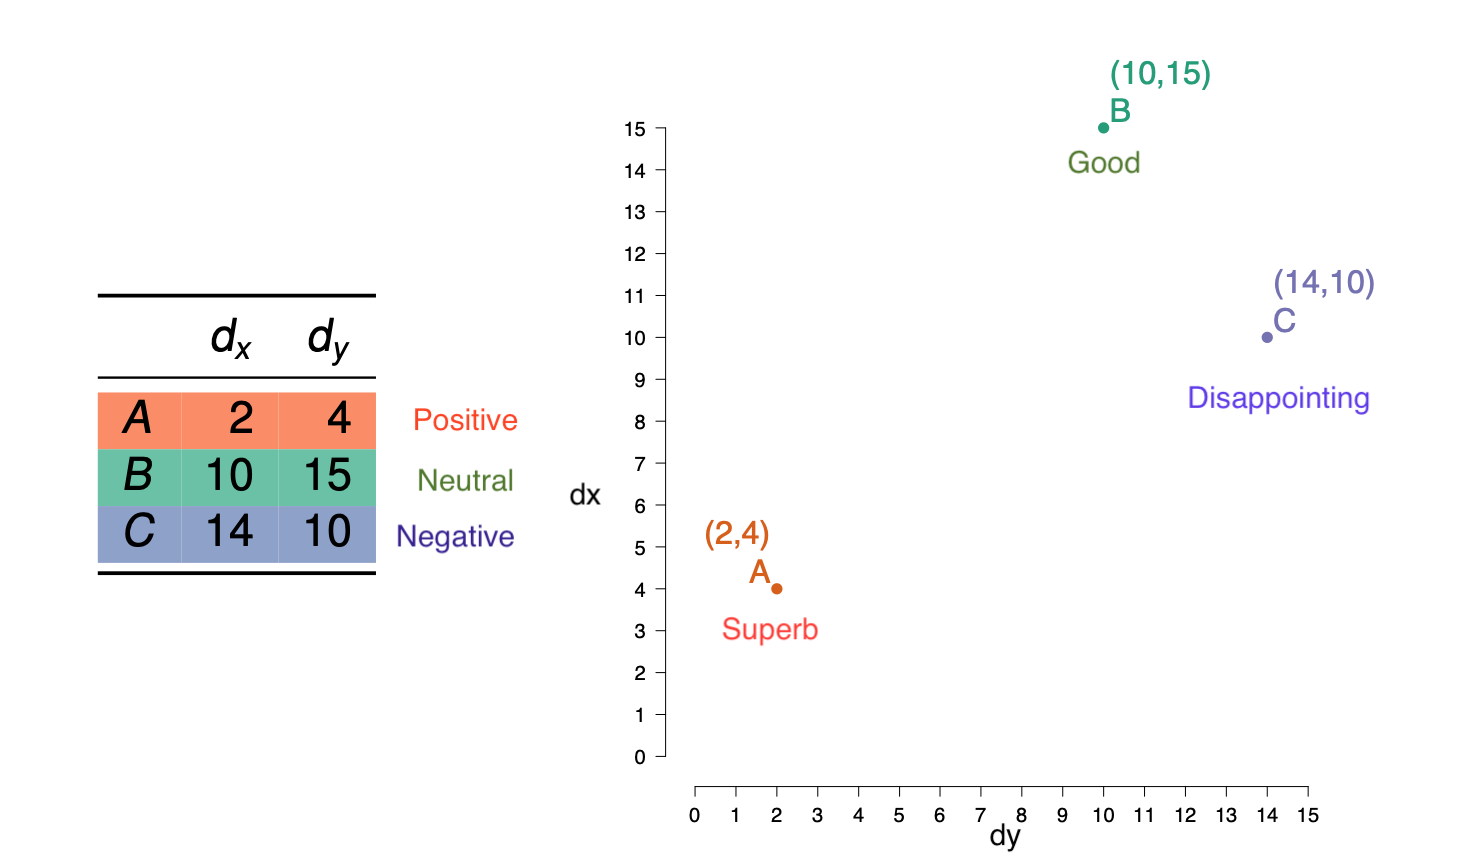 dx dy
A 2 4 Positive
B 10 15 Neutral
C 14 10 Negative
(10,15)
B
Good
(14,10)
C
Disappointing
(2,4)
A
Superb
dx
15
14
13
12
11
10
9
8
7
6
5
4
3
2
1
0
0 1 2 3 4 5 6 7 8 9 10 11 12 13 14 15
dy